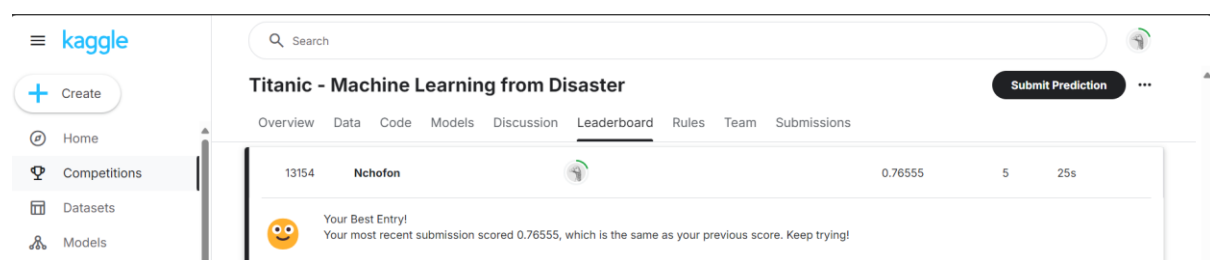 kaggle
Search
Create
Titanic - Machine Learning from Disaster
Submit Prediction
Overview Data Code Models Discussion Leaderboard Rules Team Submissions
Home
Competitions
Datasets
Models
13154 Nchofon 0.76555 5 25s
Your Best Entry!
Your most recent submission scored 0.76555, which is the same as your previous score. Keep trying!